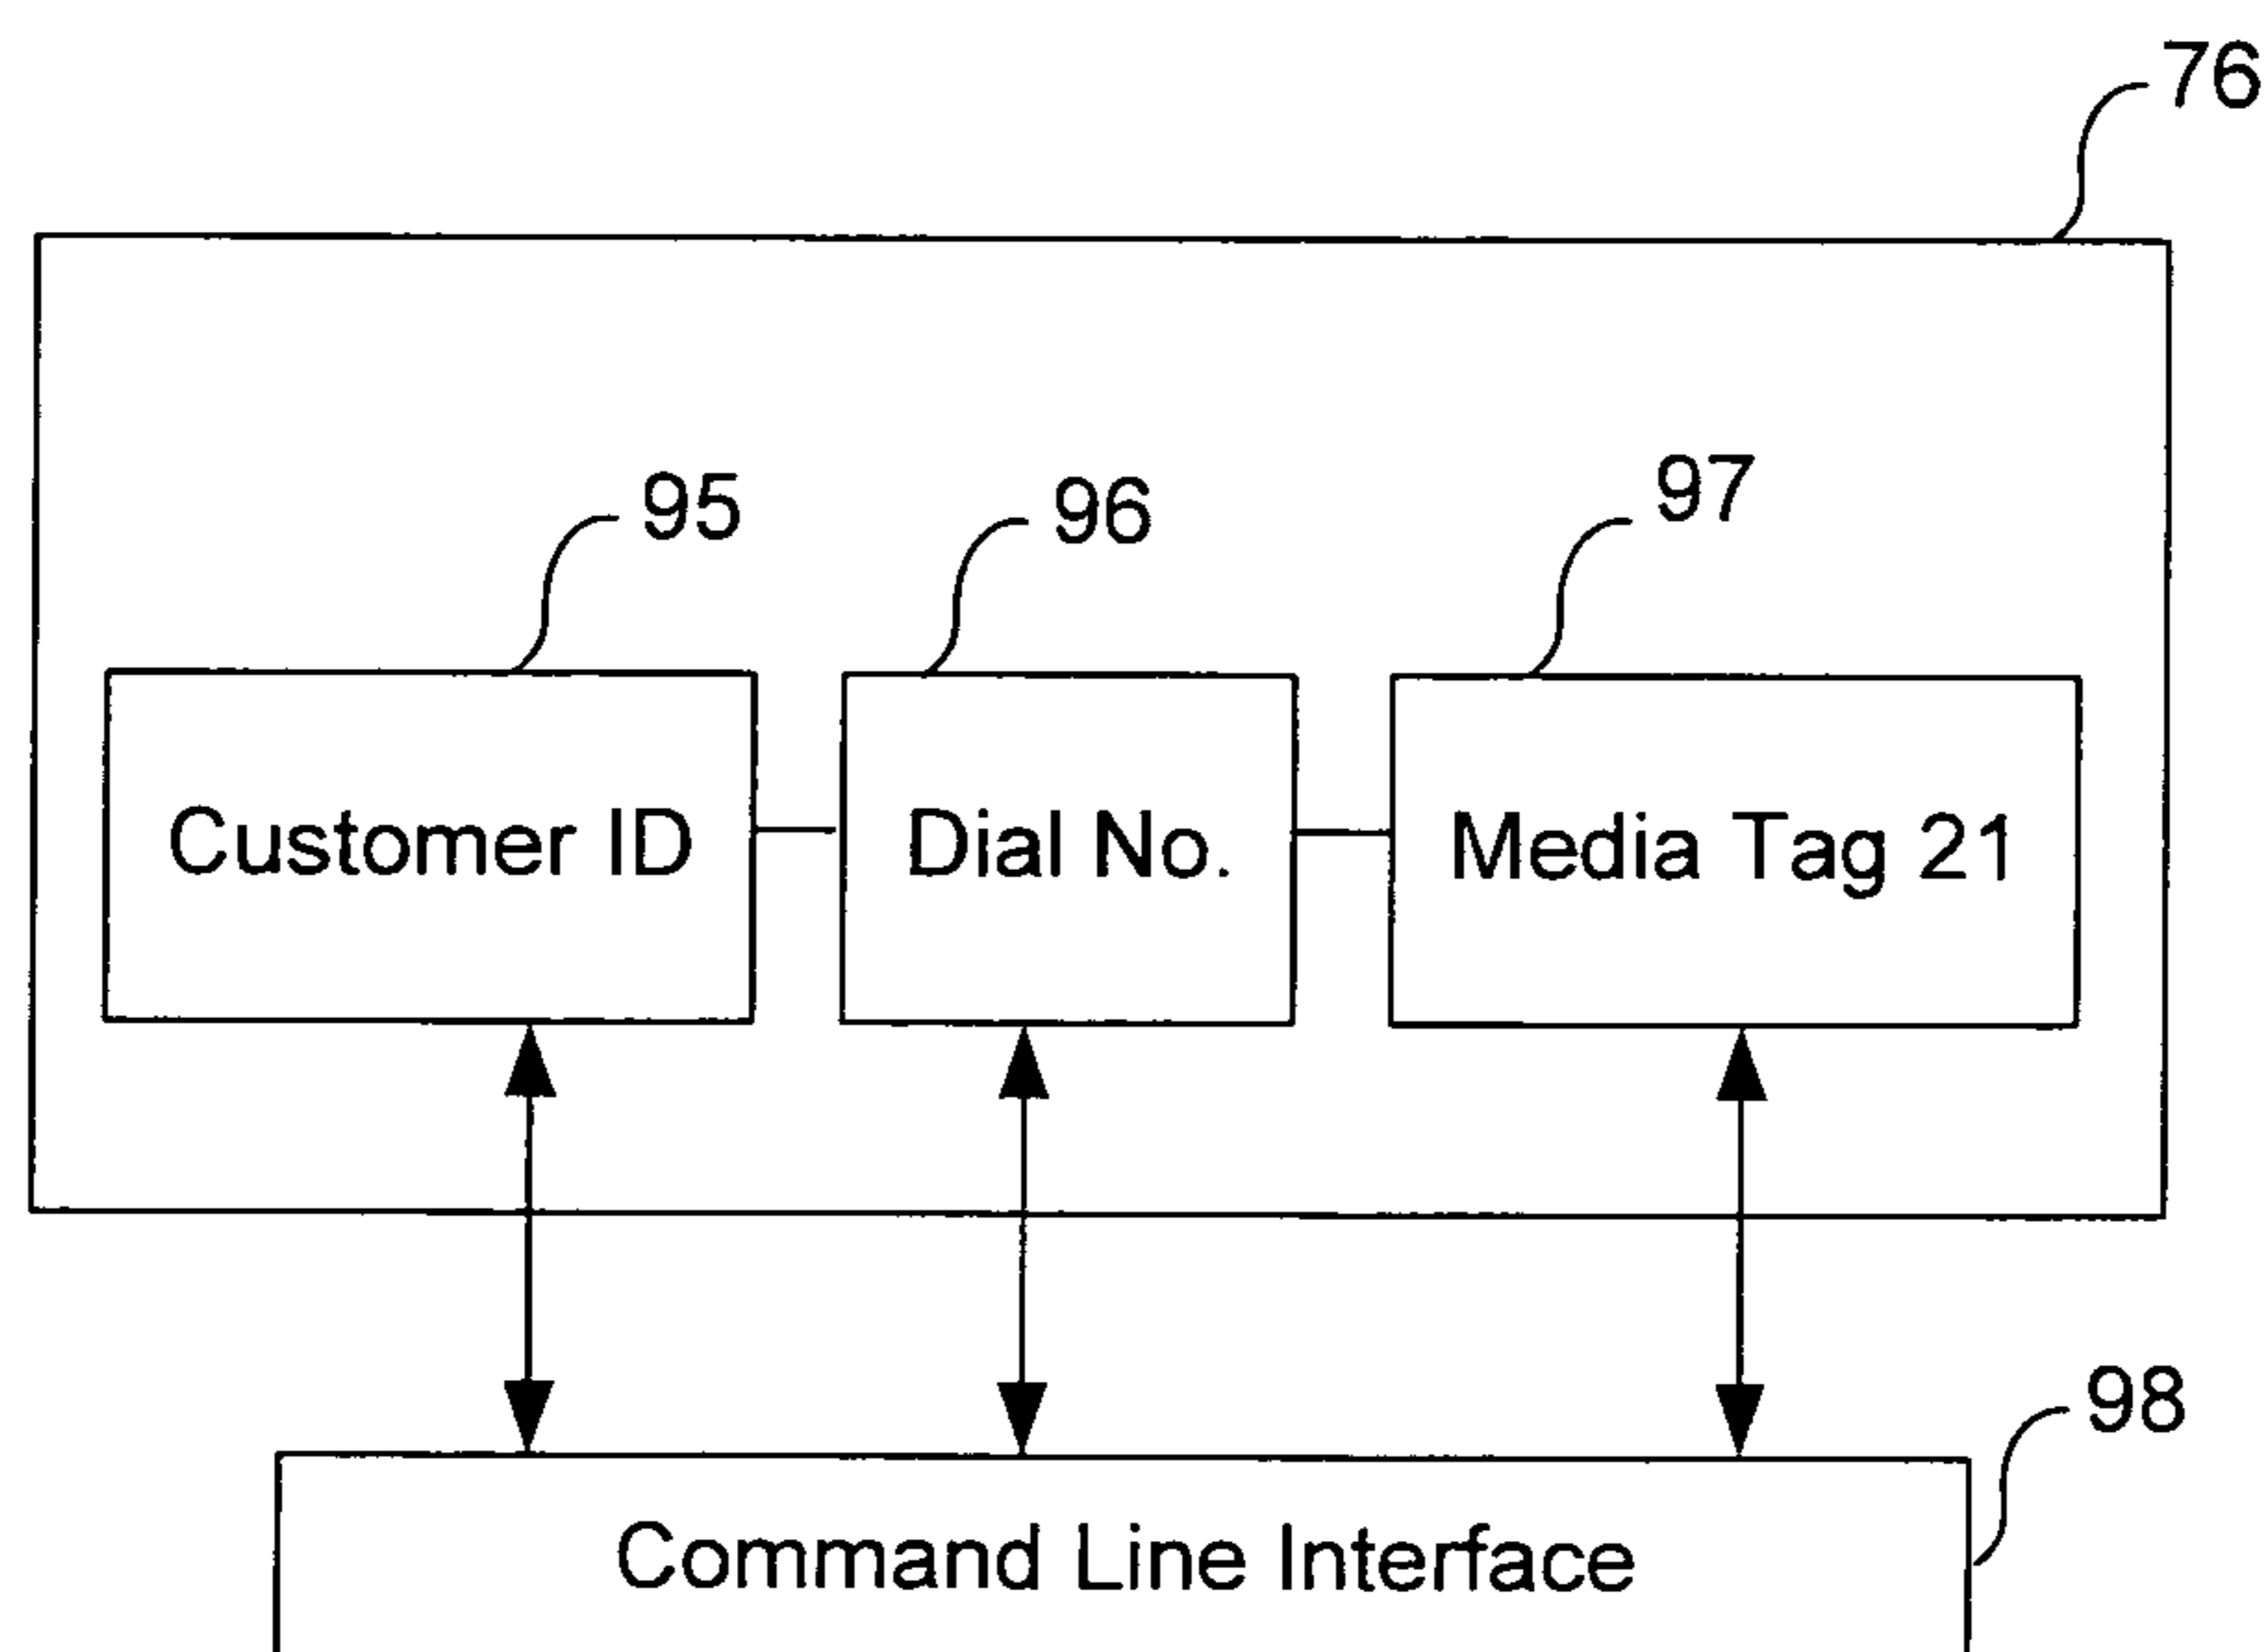 76
95
96
97
Customer ID
Dial No.
Media Tag 21
98
Command Line Interface